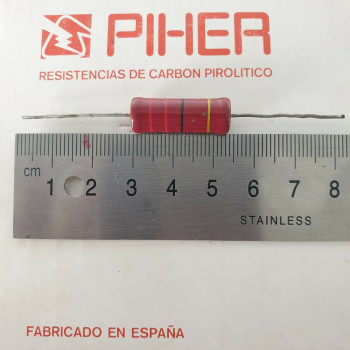 PIHER
RESISTENCIAS DE CARBON PIROLITICO
cm 1 2 3 4 5 6 7 8
STAINLESS
FABRICADO EN ESPAÑA